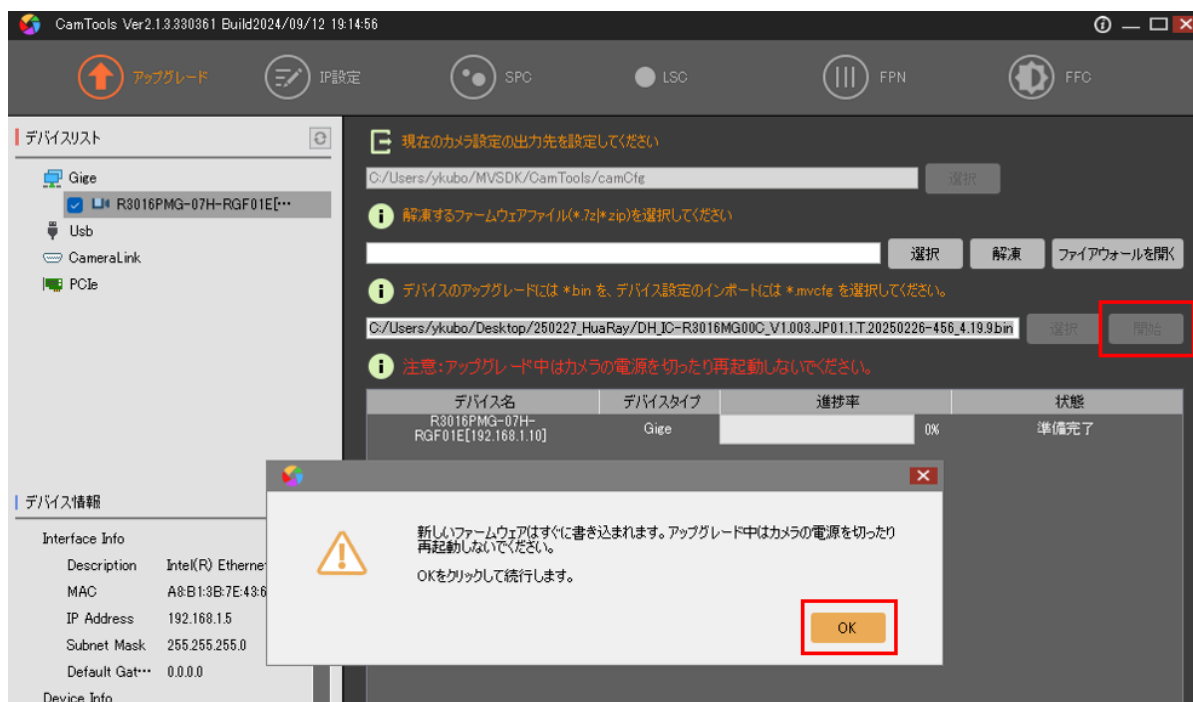 CamTools Ver2.1.3.330361 Build2024/09/12 19:14:56
アップグレード
IP設定
SPC
LSC
FPN
FFC
デバイスリスト
Gige
R3016PMG-07H-RGF01E[…
Usb
CameraLink
PCIe
現在のカメラ設定の出力先を設定してください
C:/Users/ykubo/MVSDK/CamTools/camCfg
選択
解凍するファームウェアファイル(*.7z|*.zip)を選択してください
選択
解凍
ファイアウォールを開く
デバイスのアップグレードには *bin を、デバイス設定のインポートには *.mvcfg を選択してください。
C:/Users/ykubo/Desktop/250227_HuaRay/DH_IC-R3016MG00C_V1.003.JP01.1.T.20250226-456_4.19.9.bin
選択
開始
注意:アップグレード中はカメラの電源を切ったり再起動しないでください。
デバイス名
デバイスタイプ
進捗率
状態
R3016PMG-07H-
RGF01E[192.168.1.10]
Gige
0%
準備完了
新しいファームウェアはすぐに書き込まれます。アップグレード中はカメラの電源を切ったり
再起動しないでください。
OKをクリックして続行します。
OK
デバイス情報
Interface Info
Description Intel(R) Etherne
MAC A8:B1:3B:7E:43:6
IP Address 192.168.1.5
Subnet Mask 255.255.255.0
Default Gat… 0.0.0.0
Device Info